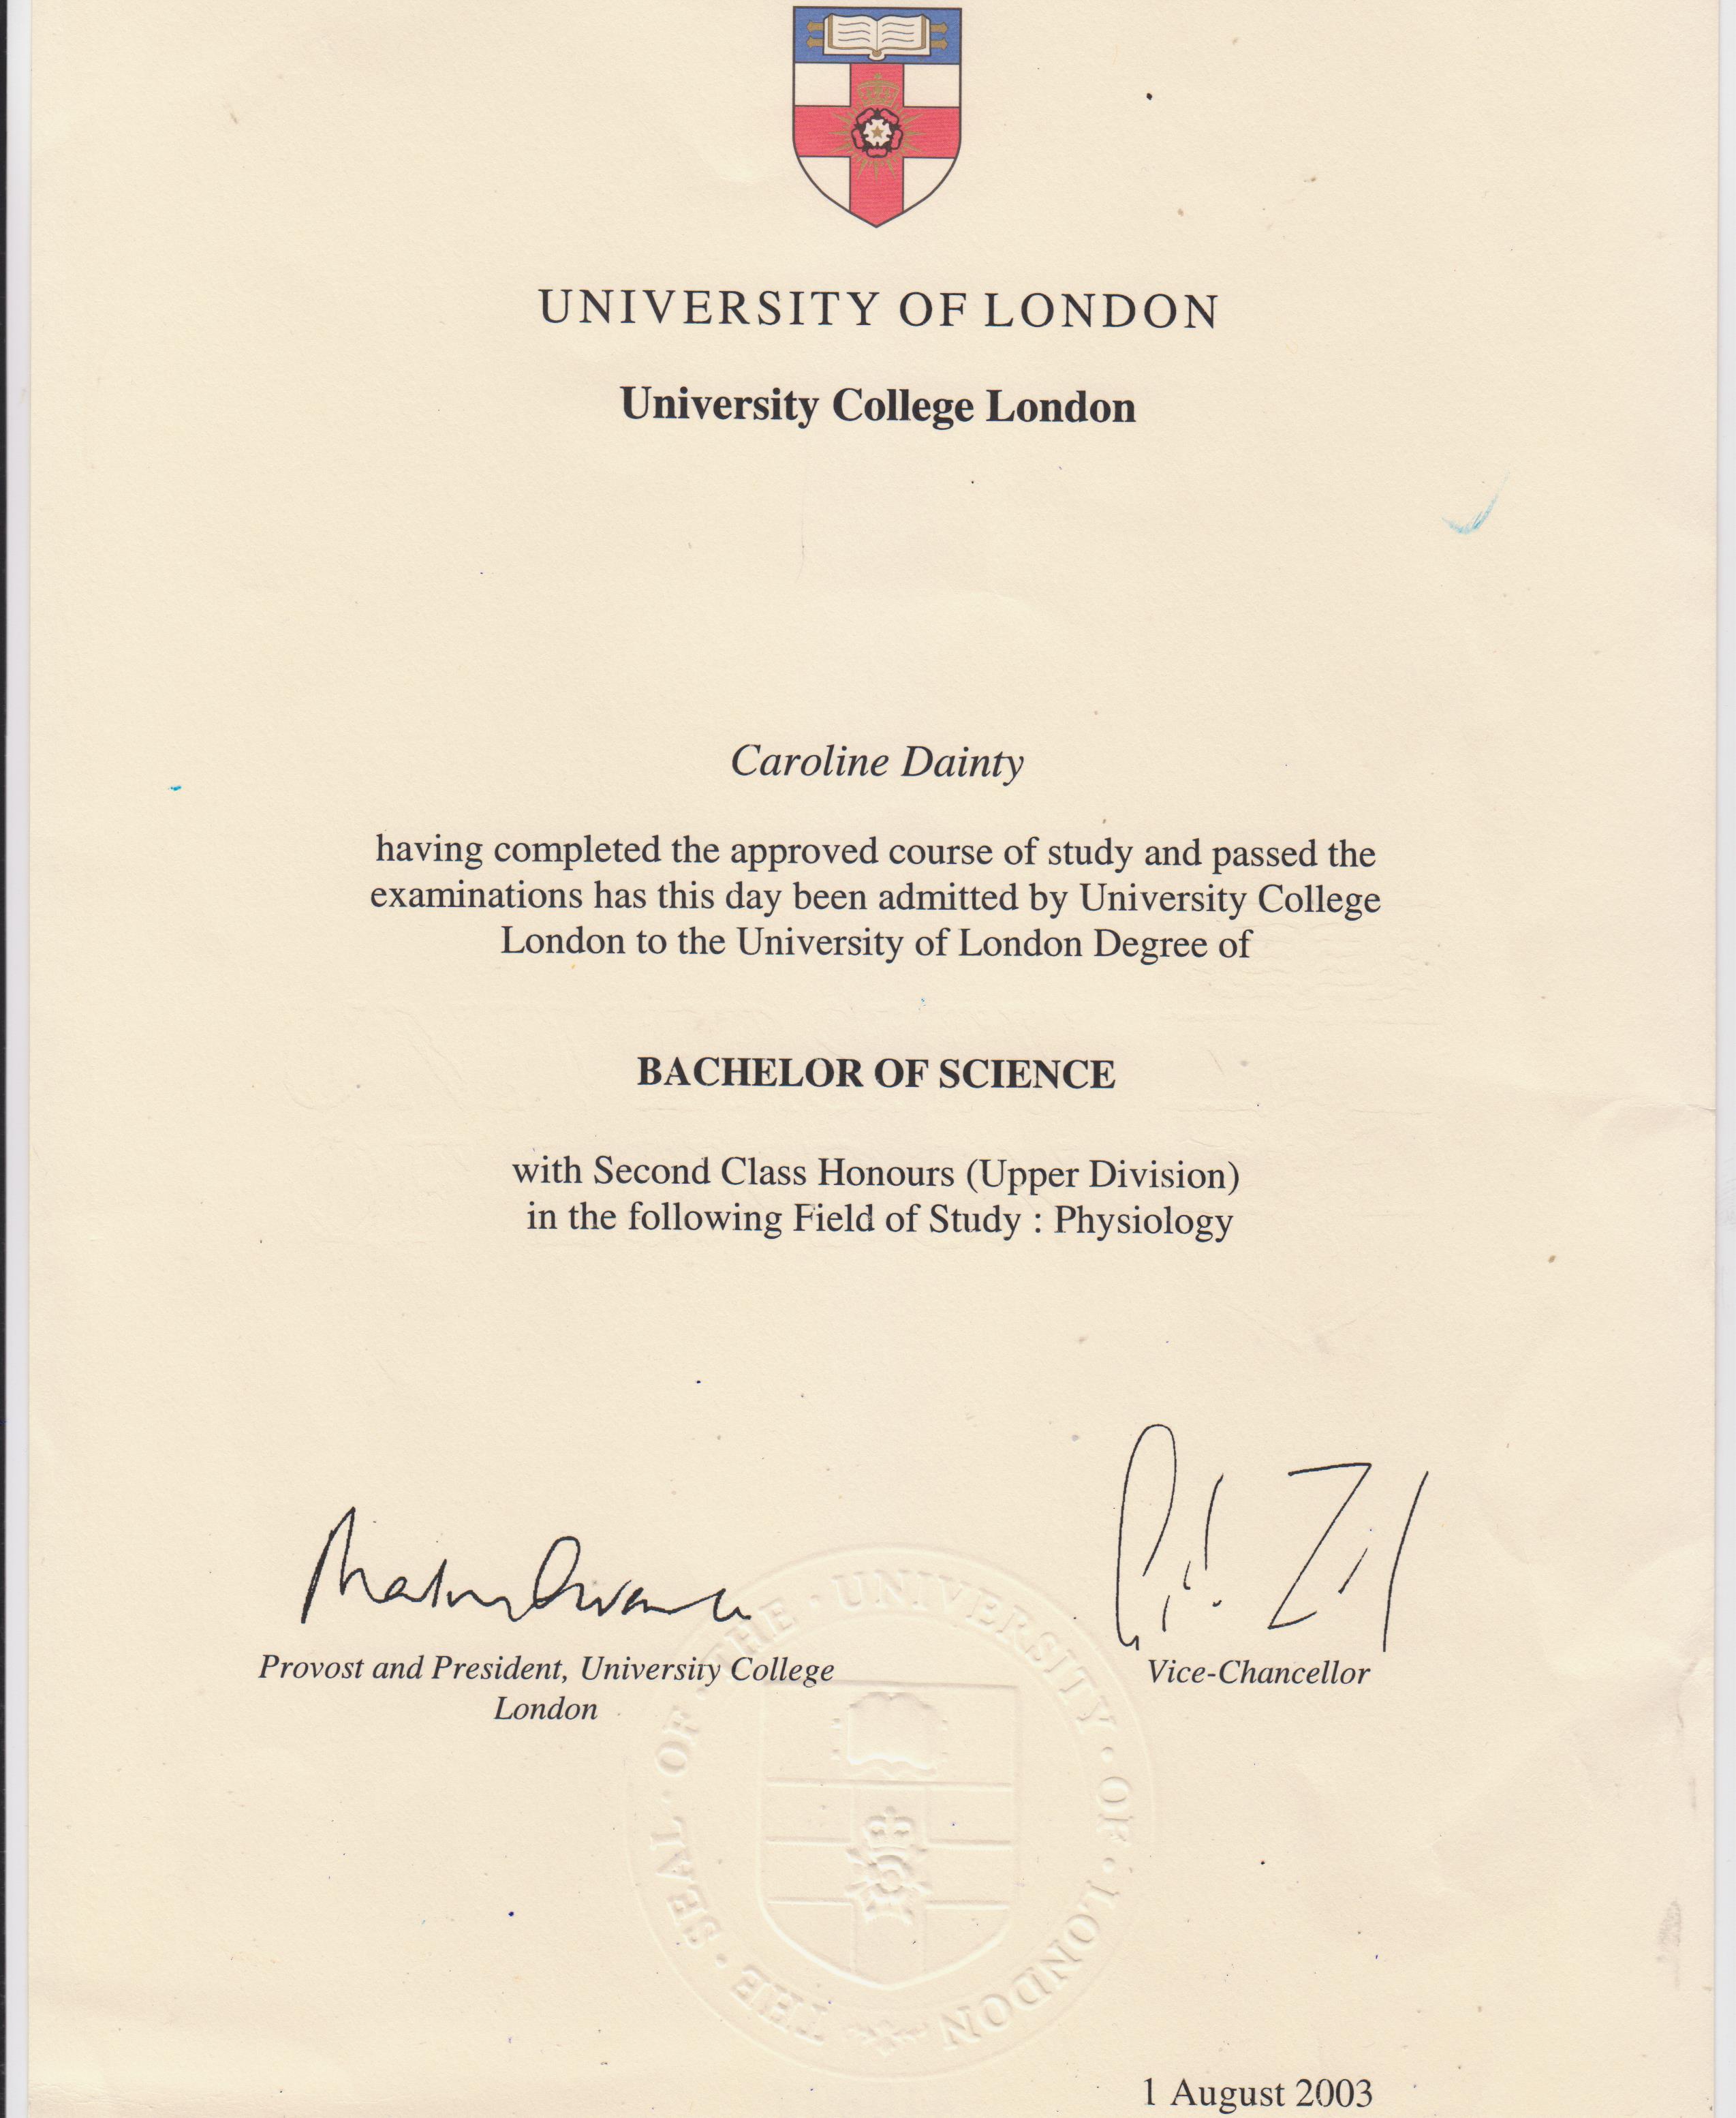 UNIVERSITY OF LONDON
University College London
Caroline Dainty
having completed the approved course of study and passed the
examinations has this day been admitted by University College
London to the University of London Degree of
BACHELOR OF SCIENCE
with Second Class Honours (Upper Division)
in the following Field of Study : Physiology
Provost and President, University College
London
Vice-Chancellor
THE · SEAL · OF · THE · UNIVERSITY · OF · LONDON
1 August 2003